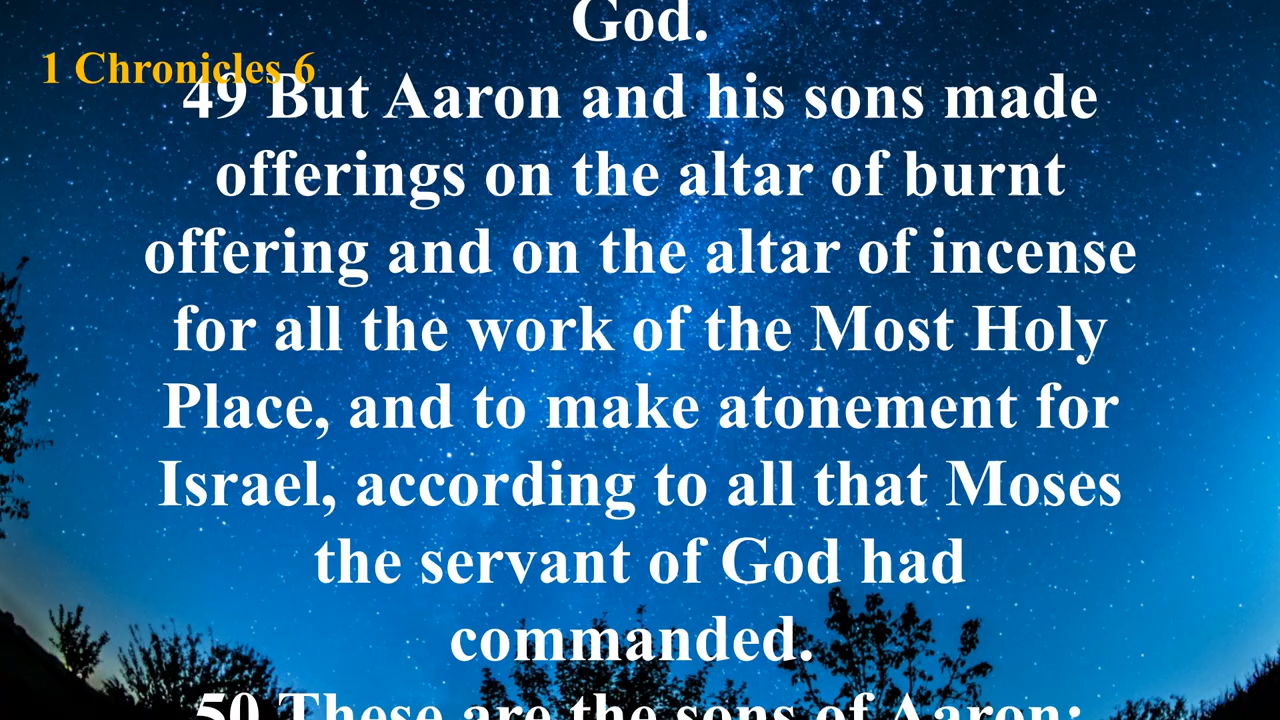 God.
1 Chronicles 6
49 But Aaron and his sons made
offerings on the altar of burnt
offering and on the altar of incense
for all the work of the Most Holy
Place, and to make atonement for
Israel, according to all that Moses
the servant of God had
commanded.
50 These are the sons of Aaron: